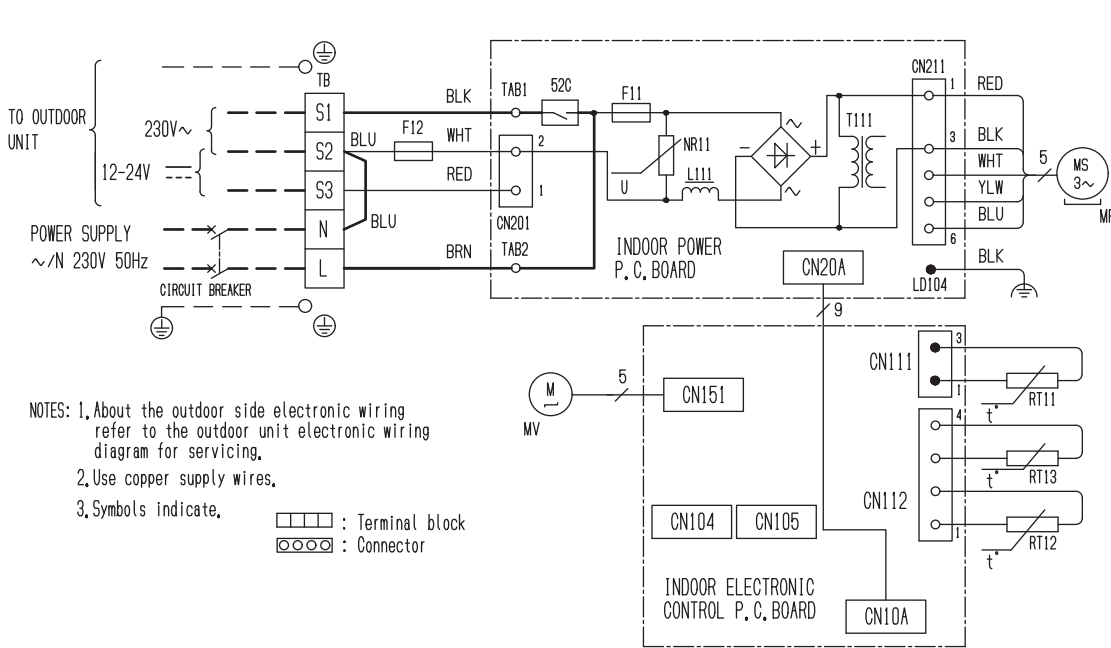 TO OUTDOOR
UNIT
230V～
12-24V
POWER SUPPLY
～/N 230V 50Hz
CIRCUIT BREAKER
TB
S1
S2
S3
N
L
BLK
BLU
F12
WHT
RED
BLU
BRN
TAB1
52C
2
1
CN201
TAB2
F11
NR11
U
L111
～
－
+
～
T111
INDOOR POWER
P.C.BOARD
CN20A
CN211
1
3
6
RED
BLK
WHT
YLW
BLU
5
MS
3～
LD104
BLK
9
M
MV
5
CN151
CN104
CN105
INDOOR ELECTRONIC
CONTROL P.C.BOARD
CN10A
CN111
3
1
RT11
t°
CN112
4
1
RT13
t°
RT12
t°
NOTES: 1.About the outdoor side electronic wiring
refer to the outdoor unit electronic wiring
diagram for servicing.
2.Use copper supply wires.
3.Symbols indicate.
: Terminal block
: Connector